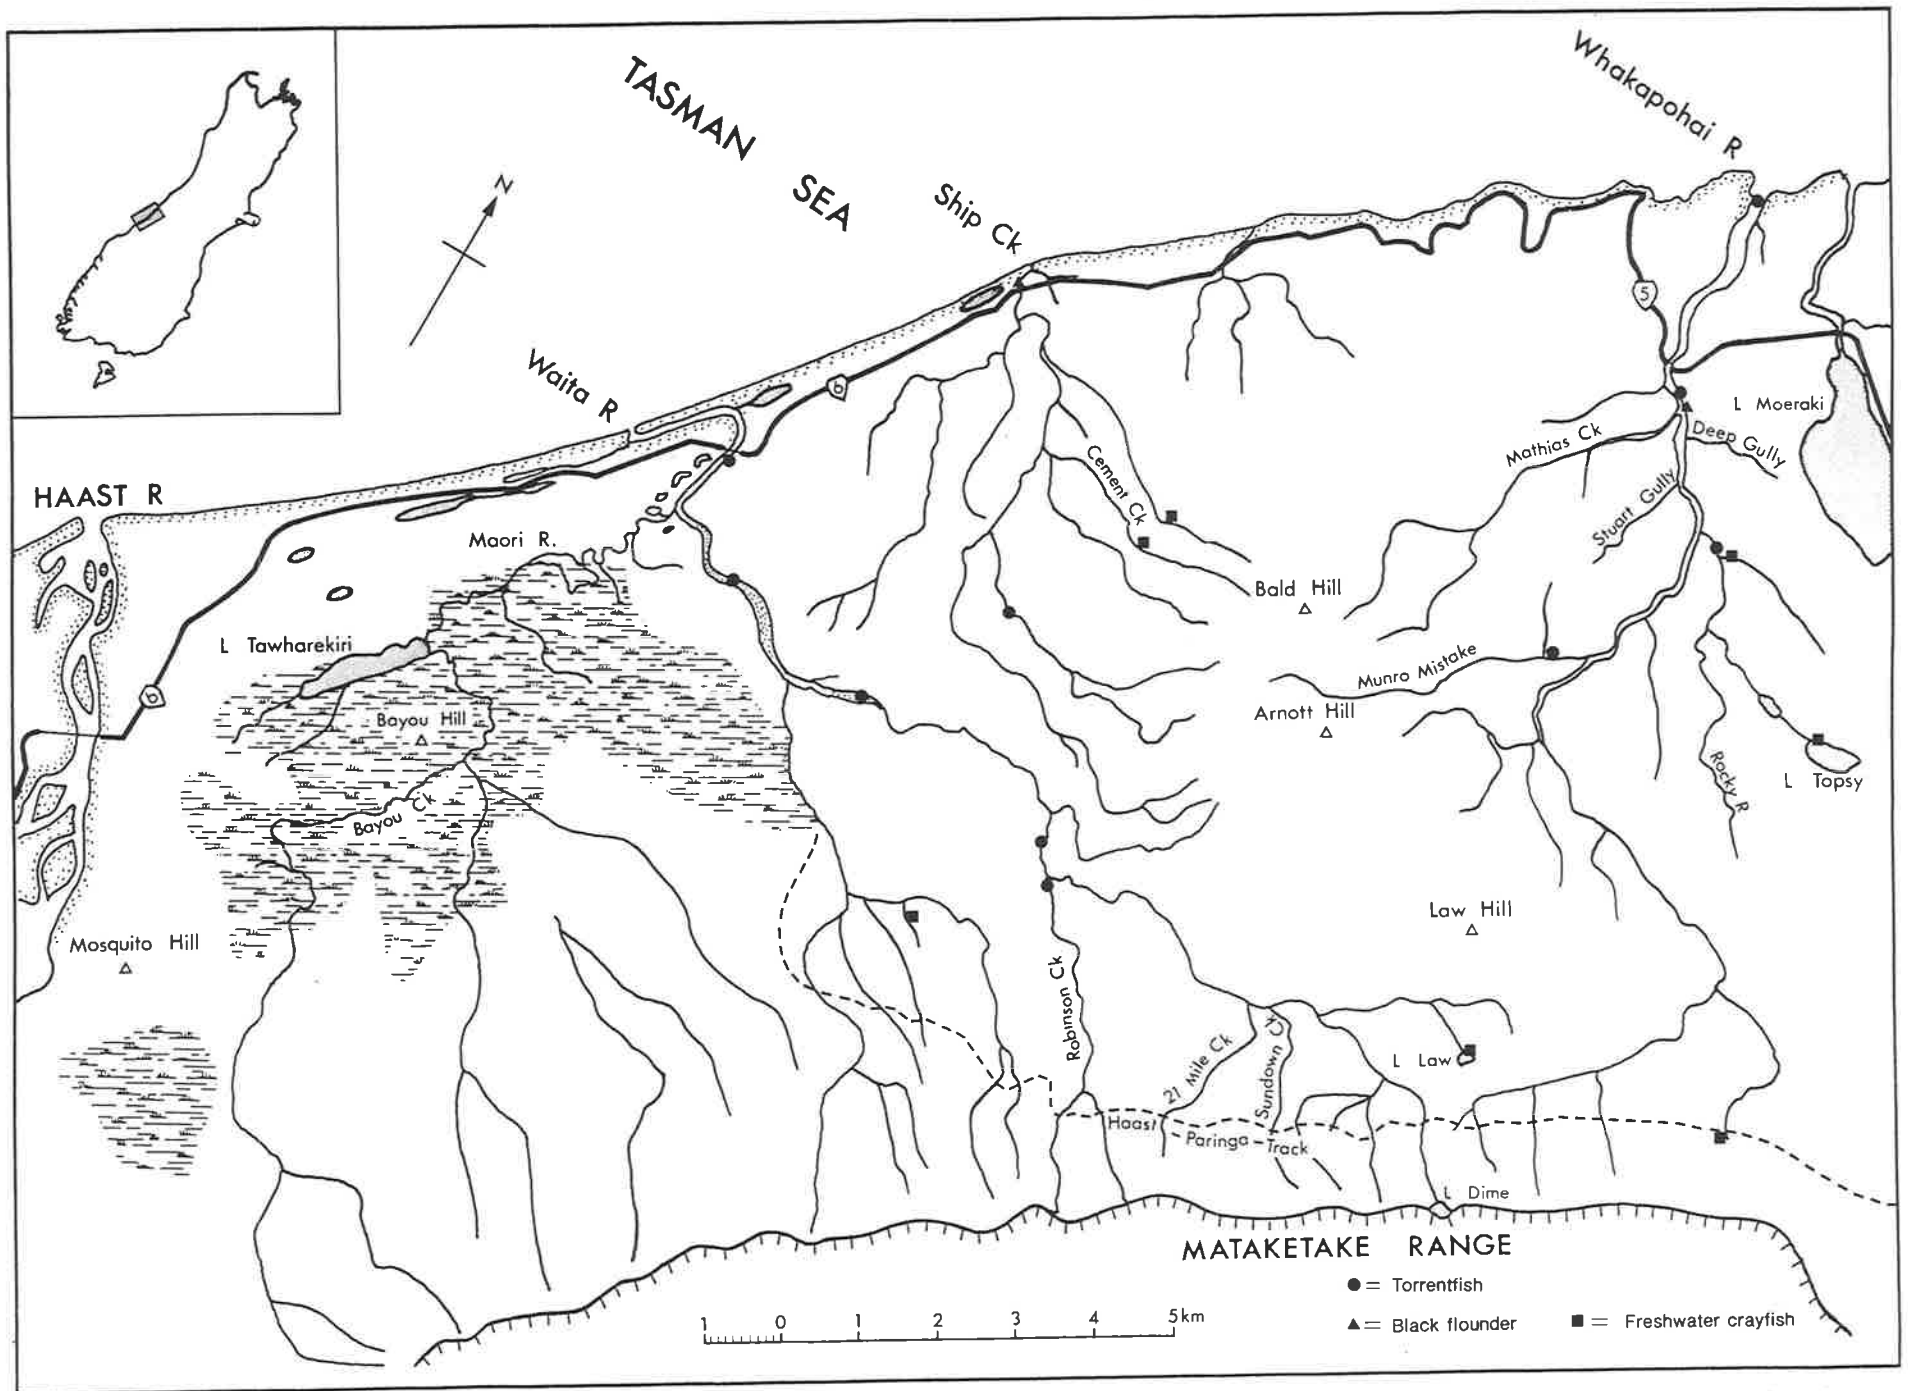 TASMAN
SEA
N
Whakapohai R
Ship Ck
Waita R
HAAST R
Maori R.
L Tawharekiri
Bayou Hill
Bayou Ck
Mosquito Hill
6
6
5
L Moeraki
Mathias Ck
Deep Gully
Stuart Gully
Cement Ck
Bald Hill
Munro Mistake
Arnott Hill
Rocky R
L Topsy
Law Hill
Robinson Ck
21 Mile Ck
Sundown Ck
L Law
Haast Paringa Track
L Dime
MATAKETAKE RANGE
● = Torrentfish
▲ = Black flounder
■ = Freshwater crayfish
1 0 1 2 3 4 5 km